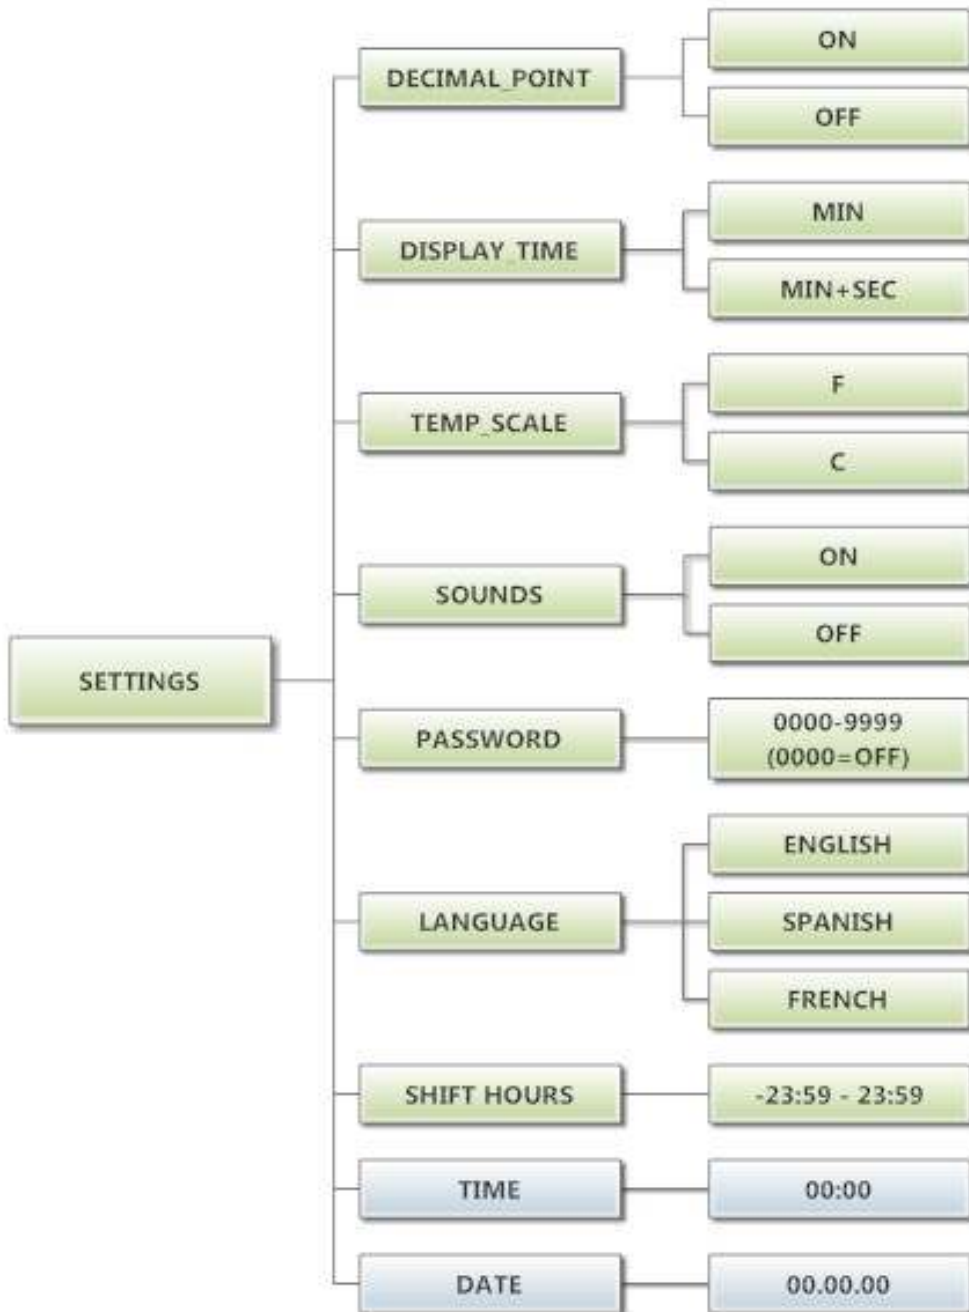 DECIMAL_POINT
ON
OFF
DISPLAY_TIME
MIN
MIN+SEC
TEMP_SCALE
F
C
SOUNDS
ON
OFF
SETTINGS
PASSWORD
0000-9999
(0000=OFF)
LANGUAGE
ENGLISH
SPANISH
FRENCH
SHIFT HOURS
-23:59 - 23:59
TIME
00:00
DATE
00.00.00